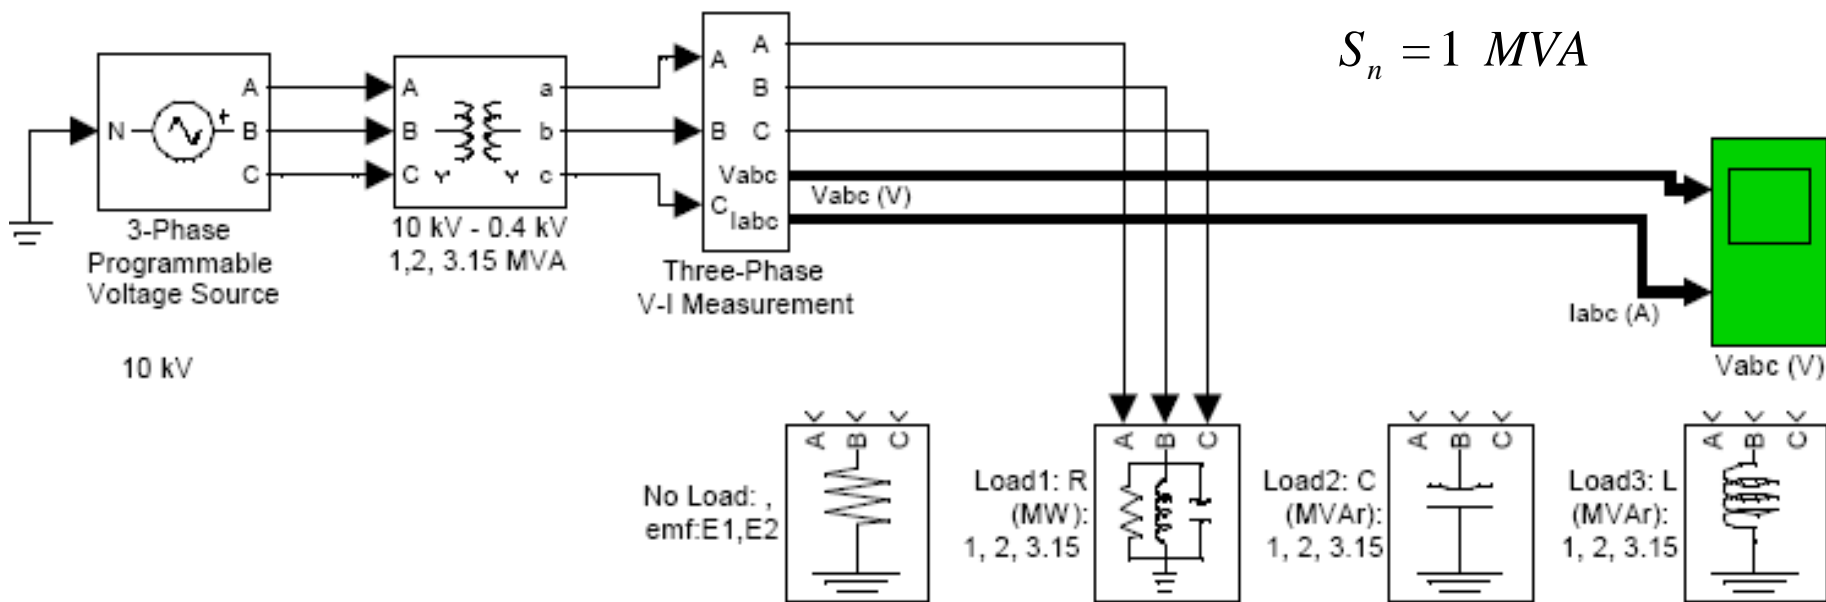 S_n = 1 MVA
N
A
B
C
+
3-Phase
Programmable
Voltage Source
10 kV
A
B
C
Y
Y
a
b
c
10 kV - 0.4 kV
1,2, 3.15 MVA
A
B
C
A
B
C
Vabc
Iabc
Three-Phase
V-I Measurement
Vabc (V)
Iabc (A)
Vabc (V)
No Load: ,
emf:E1,E2
A B C
Load1: R
(MW):
1, 2, 3.15
A B C
Load2: C
(MVAr):
1, 2, 3.15
A B C
Load3: L
(MVAr):
1, 2, 3.15
A B C